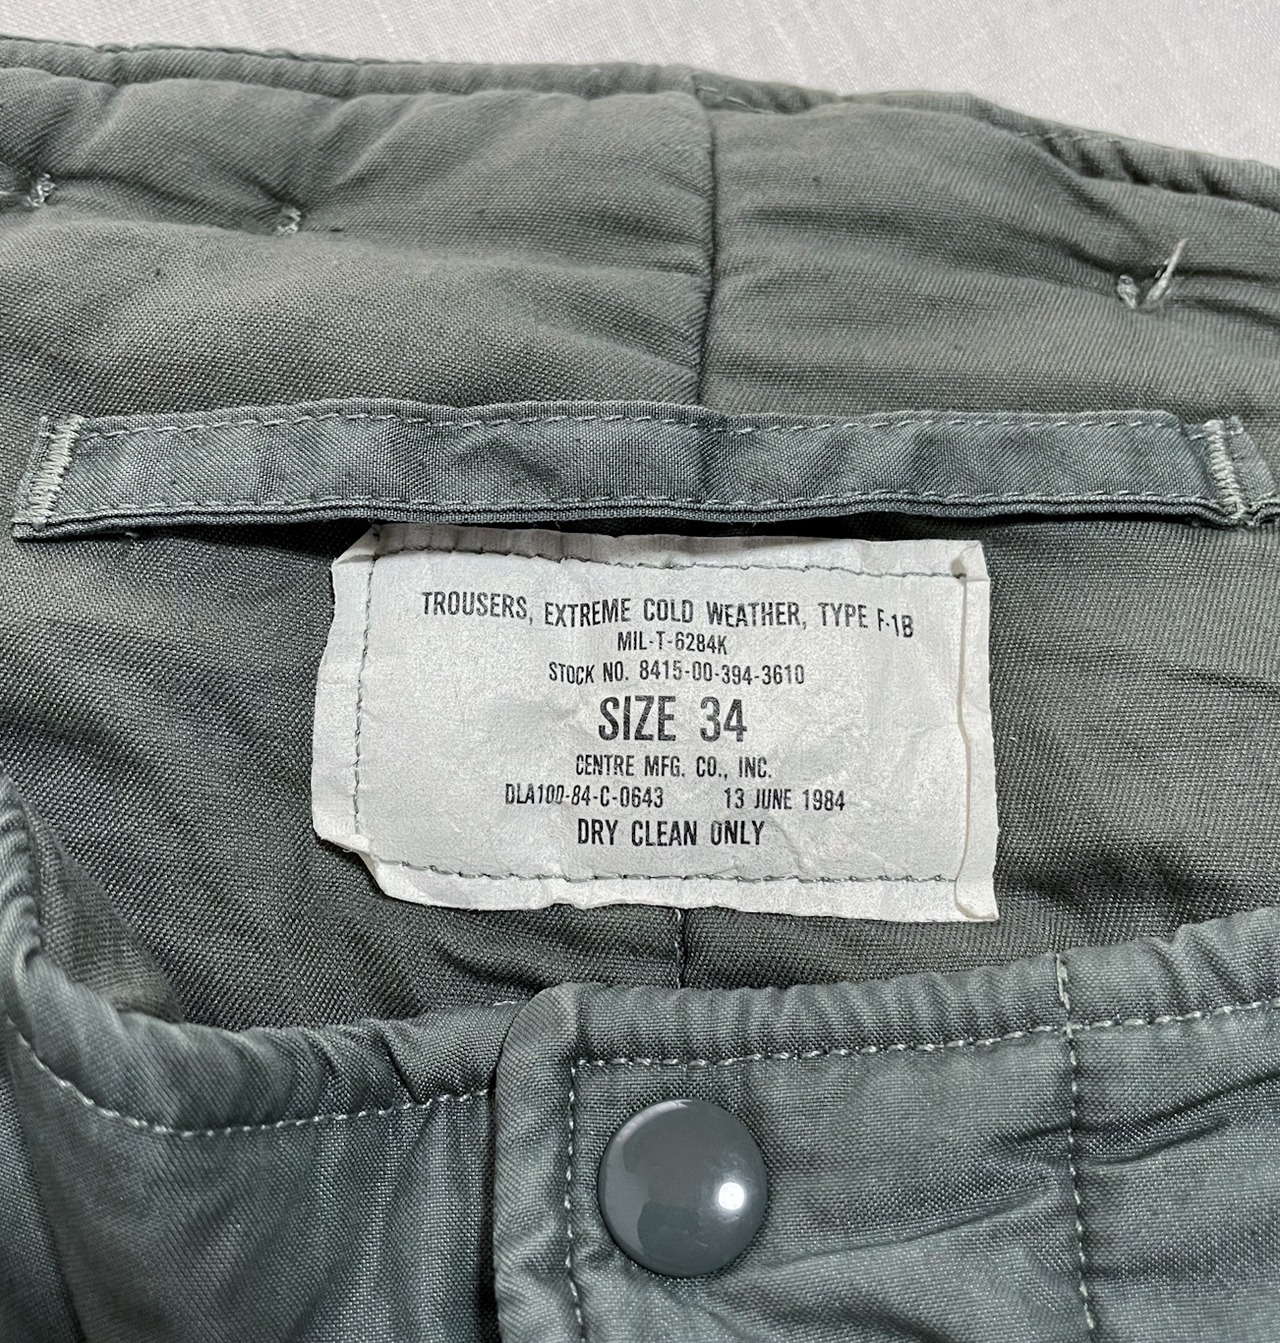 TROUSERS, EXTREME COLD WEATHER, TYPE F-1B
MIL-T-6284K
STOCK NO. 8415-00-394-3610
SIZE 34
CENTRE MFG. CO., INC.
DLA100-84-C-0643 13 JUNE 1984
DRY CLEAN ONLY